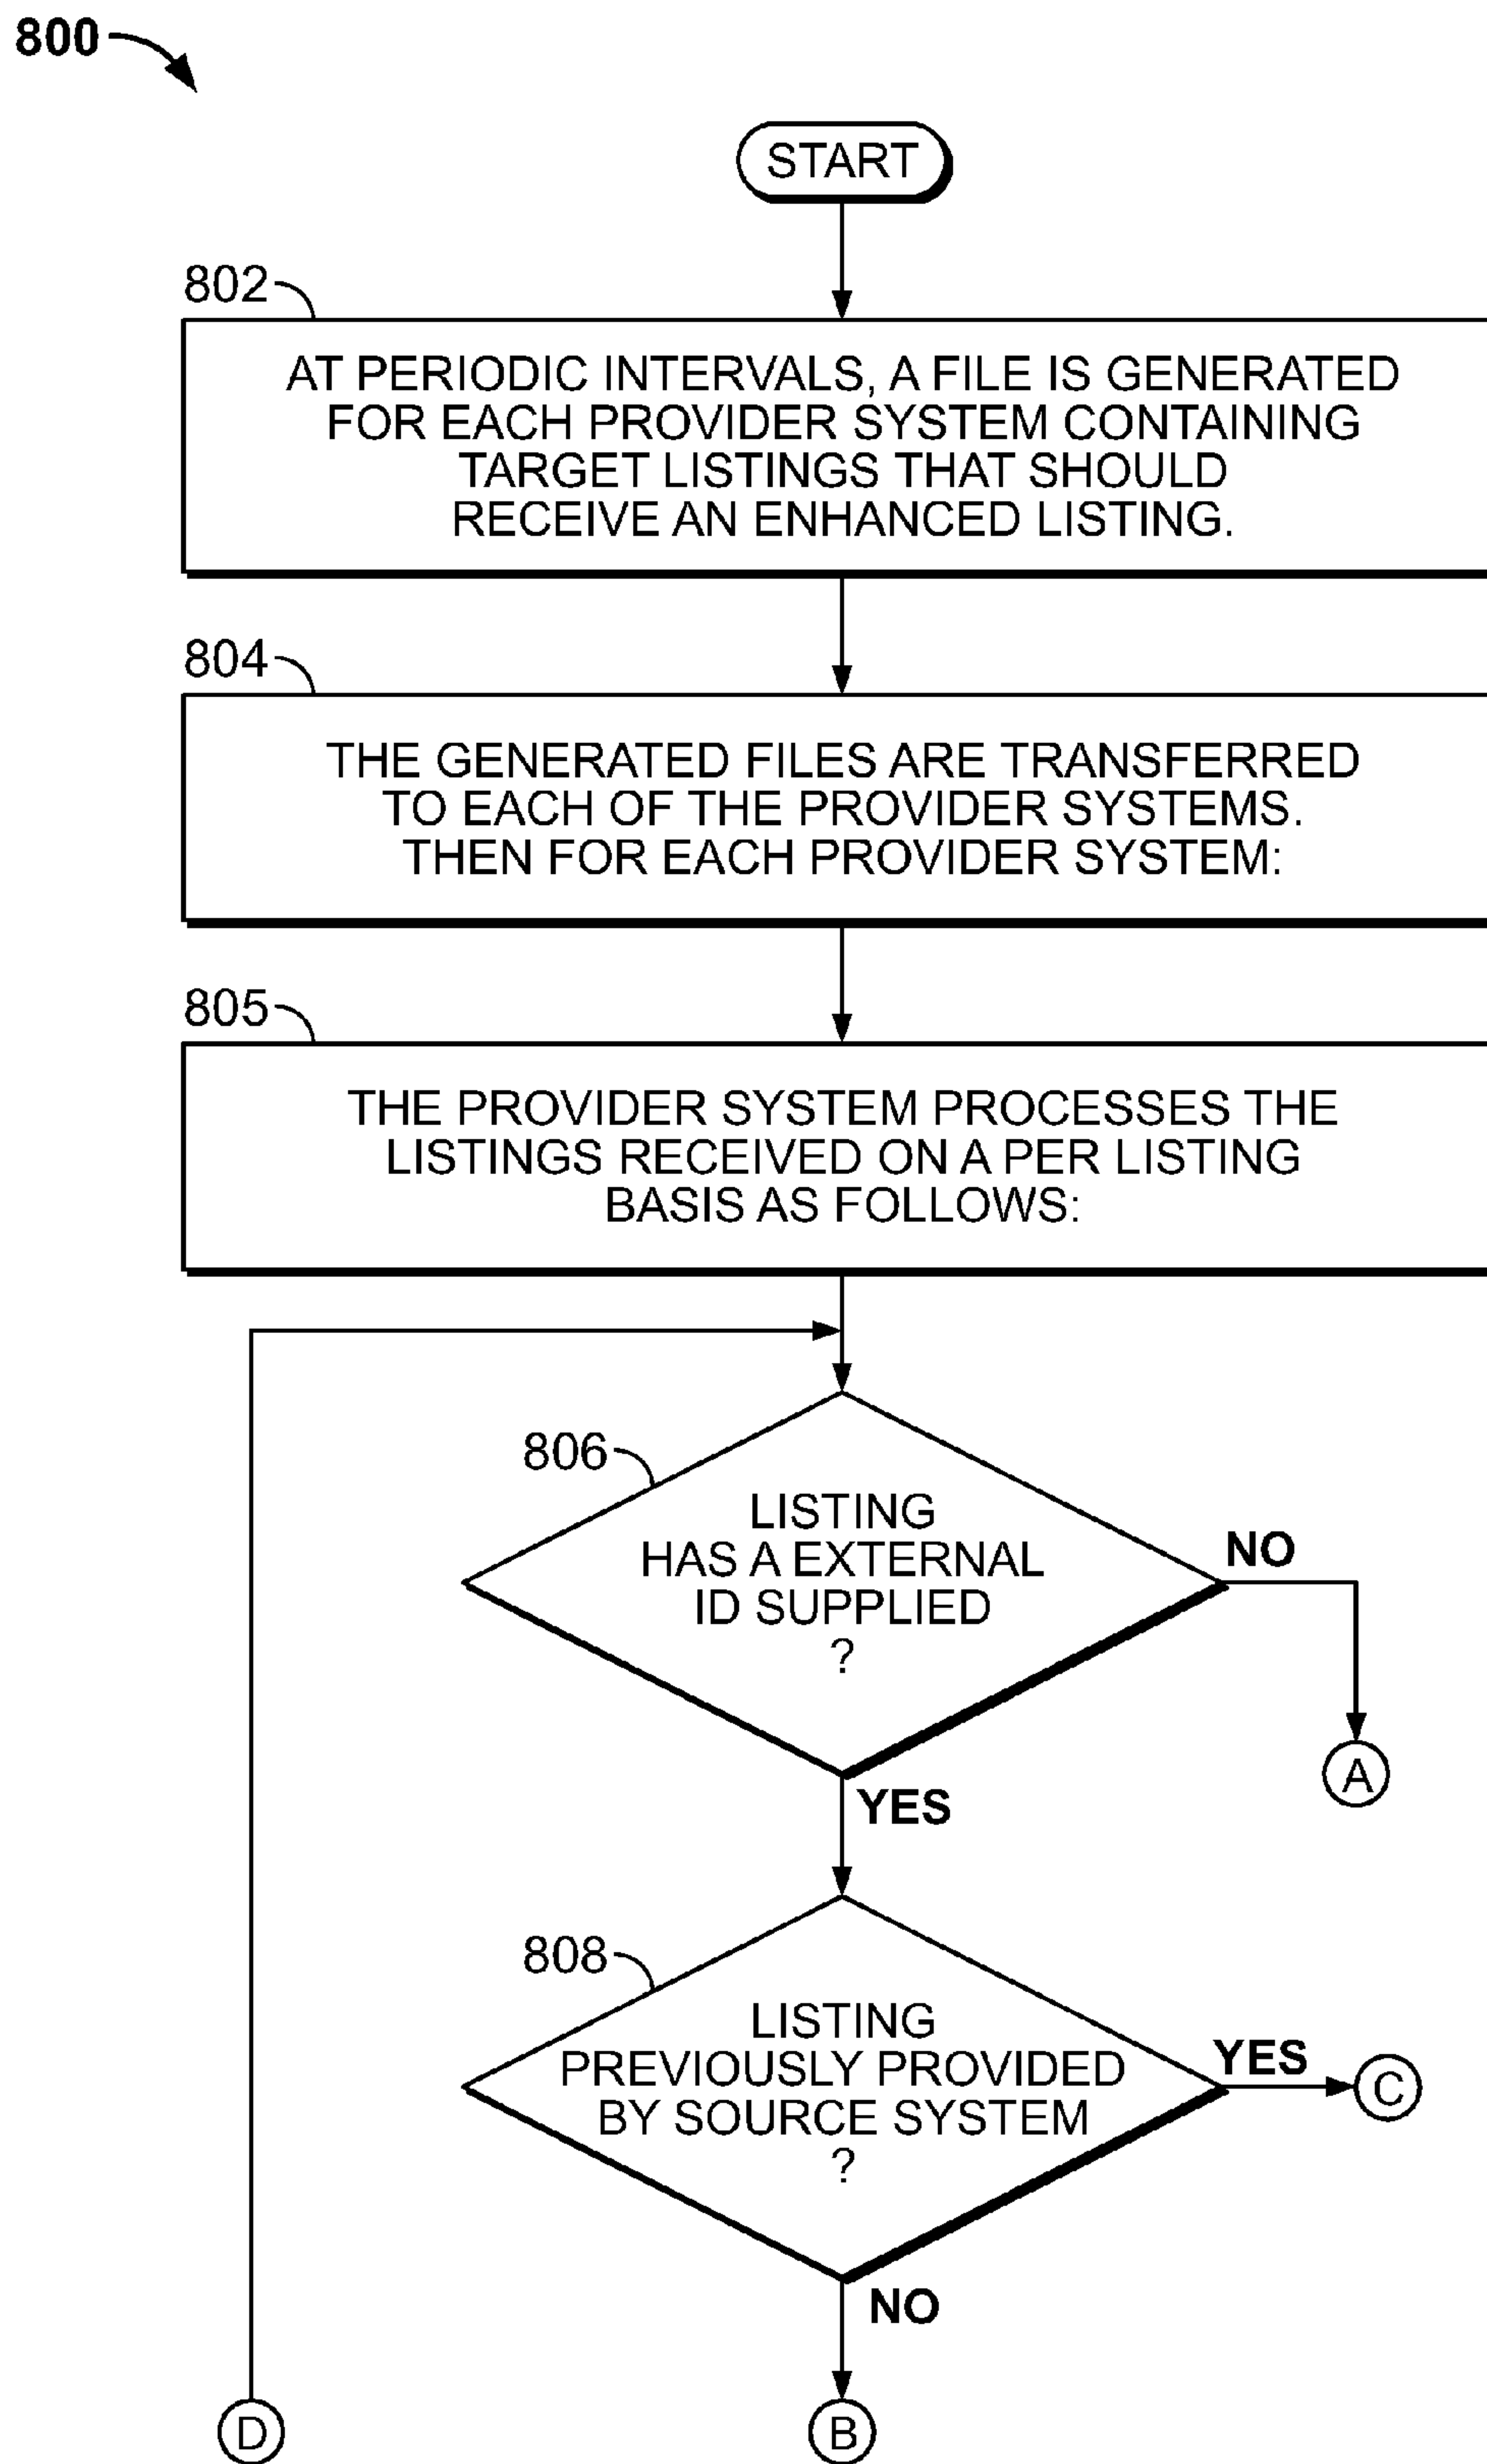 800
START
802
AT PERIODIC INTERVALS, A FILE IS GENERATED
FOR EACH PROVIDER SYSTEM CONTAINING
TARGET LISTINGS THAT SHOULD
RECEIVE AN ENHANCED LISTING.
804
THE GENERATED FILES ARE TRANSFERRED
TO EACH OF THE PROVIDER SYSTEMS.
THEN FOR EACH PROVIDER SYSTEM:
805
THE PROVIDER SYSTEM PROCESSES THE
LISTINGS RECEIVED ON A PER LISTING
BASIS AS FOLLOWS:
806
LISTING
HAS A EXTERNAL
ID SUPPLIED
?
NO
A
YES
808
LISTING
PREVIOUSLY PROVIDED
BY SOURCE SYSTEM
?
YES
C
NO
D
B